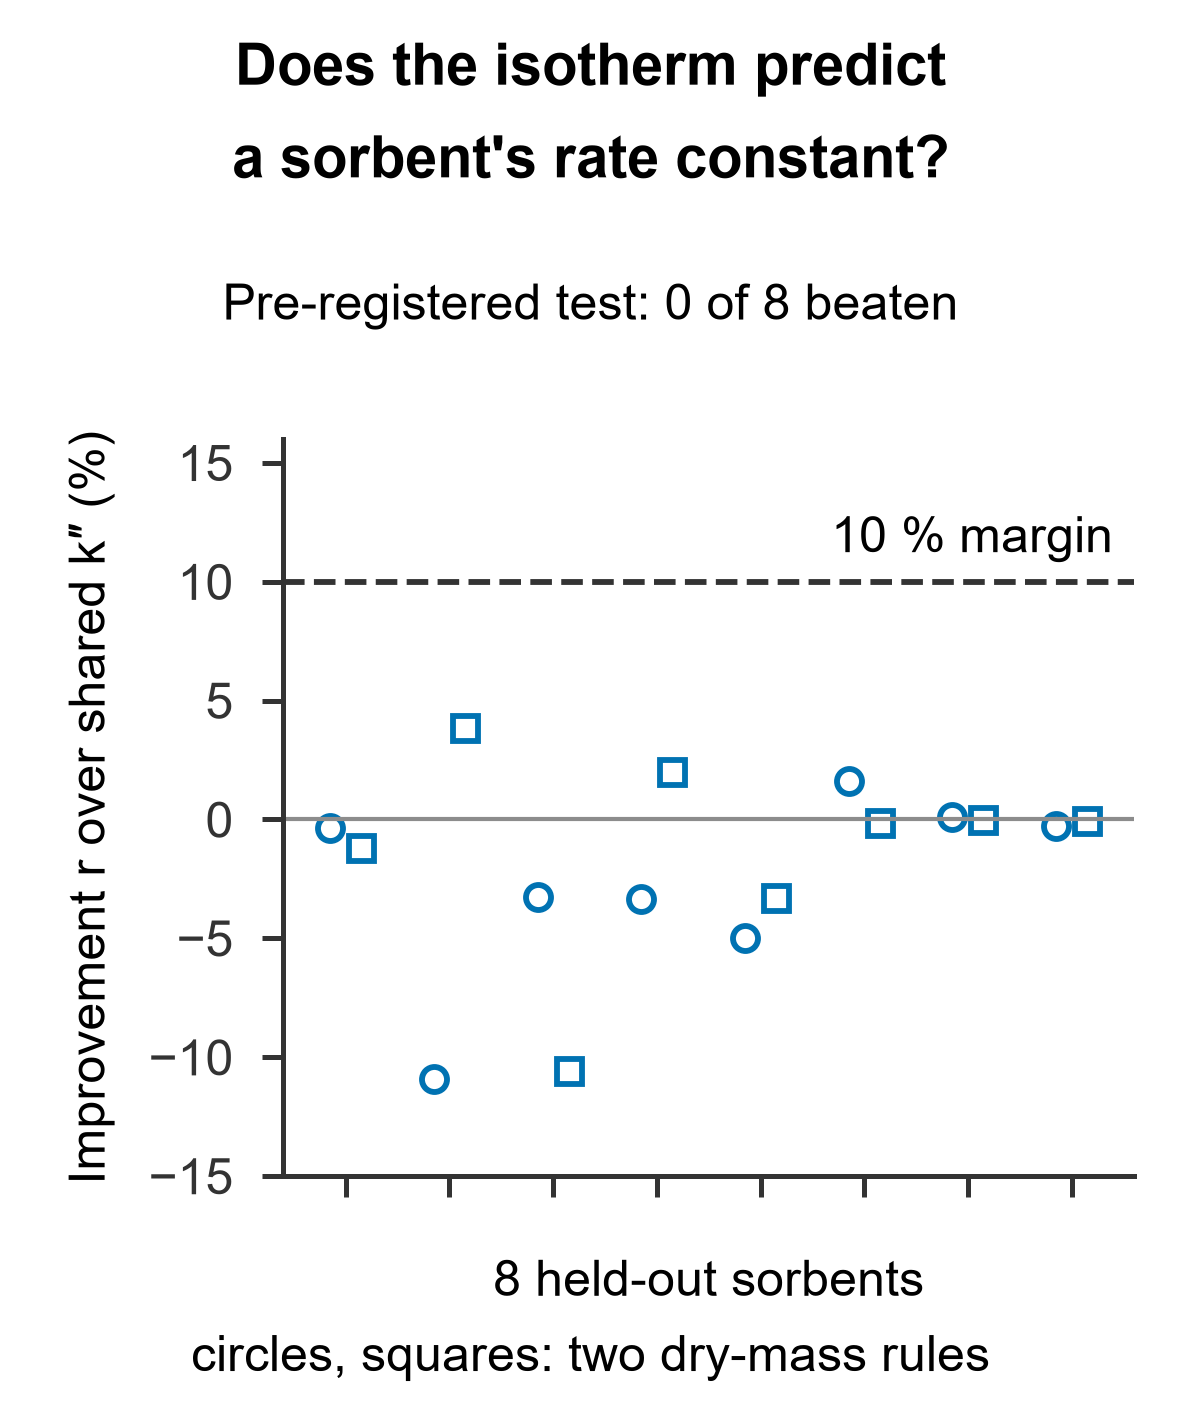 Does the isotherm predict
a sorbent's rate constant?
Pre-registered test: 0 of 8 beaten
Improvement r over shared k″ (%)
15
10
5
0
−5
−10
−15
10 % margin
8 held-out sorbents
circles, squares: two dry-mass rules